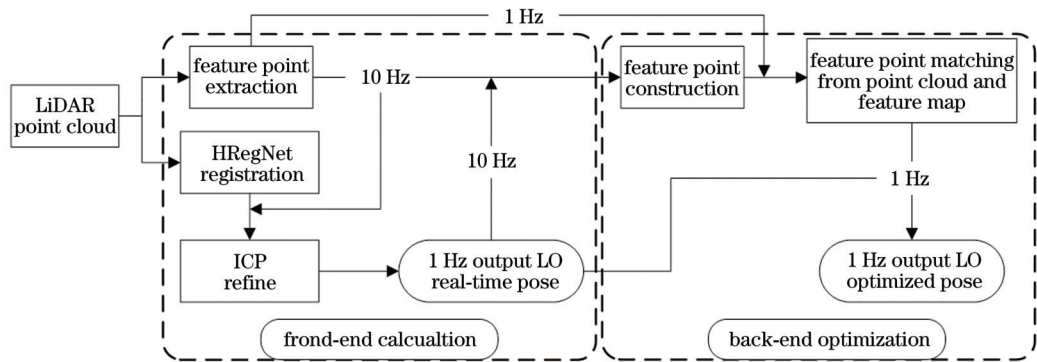 1 Hz
feature point
extraction
10 Hz
feature point
construction
feature point matching
from point cloud and
feature map
LiDAR
point cloud
HRegNet
registration
10 Hz
1 Hz
ICP
refine
1 Hz output LO
real-time pose
1 Hz output LO
optimized pose
frond-end calcualtion
back-end optimization